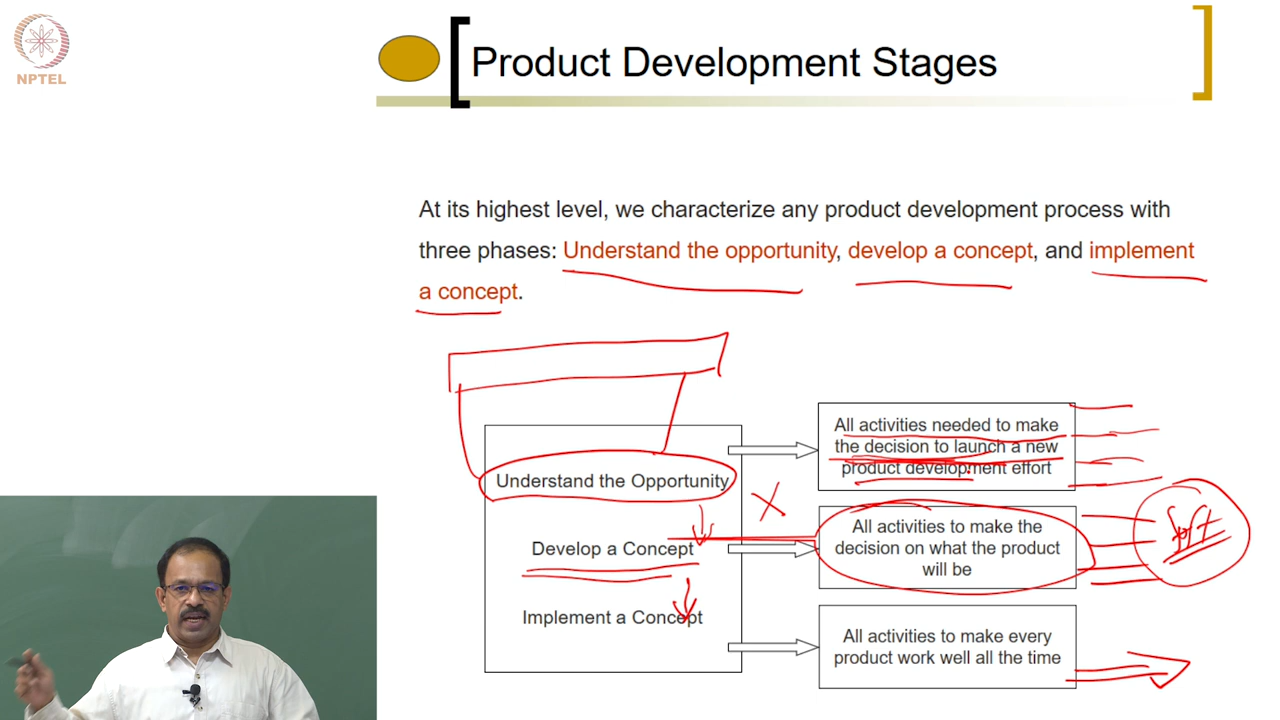 NPTEL
Product Development Stages
At its highest level, we characterize any product development process with
three phases: Understand the opportunity, develop a concept, and implement
a concept.
Understand the Opportunity
Develop a Concept
Implement a Concept
All activities needed to make
the decision to launch a new
product development effort
All activities to make the
decision on what the product
will be
All activities to make every
product work well all the time